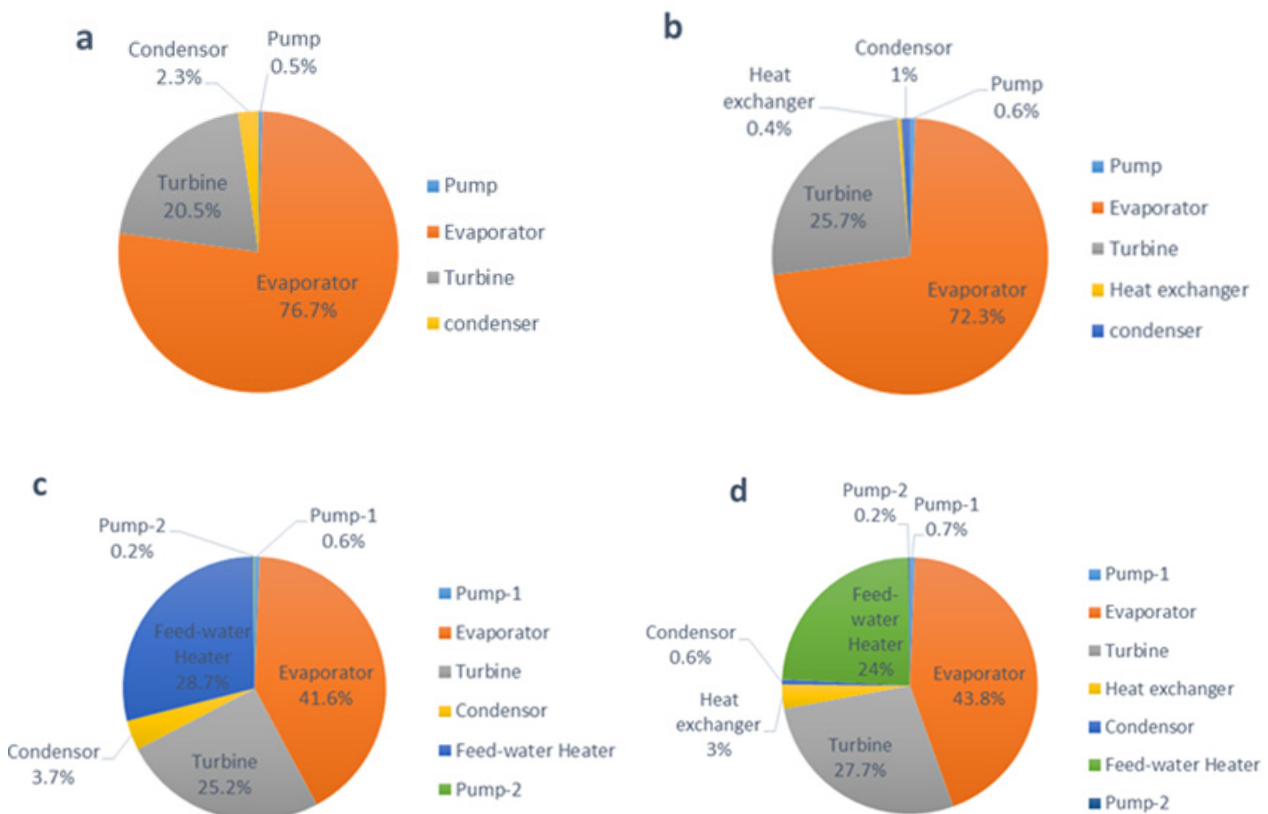 a
Condensor
2.3%
Pump
0.5%
Turbine
20.5%
Evaporator
76.7%
Pump
Evaporator
Turbine
condenser
b
Condensor
1%
Heat
exchanger
0.4%
Pump
0.6%
Turbine
25.7%
Evaporator
72.3%
Pump
Evaporator
Turbine
Heat exchanger
condenser
c
Pump-2
0.2%
Pump-1
0.6%
Feed-water
Heater
28.7%
Evaporator
41.6%
Condensor
3.7%
Turbine
25.2%
Pump-1
Evaporator
Turbine
Condensor
Feed-water Heater
Pump-2
d
Pump-2
0.2%
Pump-1
0.7%
Feed-
water
Heater
24%
Condensor
0.6%
Evaporator
43.8%
Heat
exchanger
3%
Turbine
27.7%
Pump-1
Evaporator
Turbine
Heat exchanger
Condensor
Feed-water Heater
Pump-2